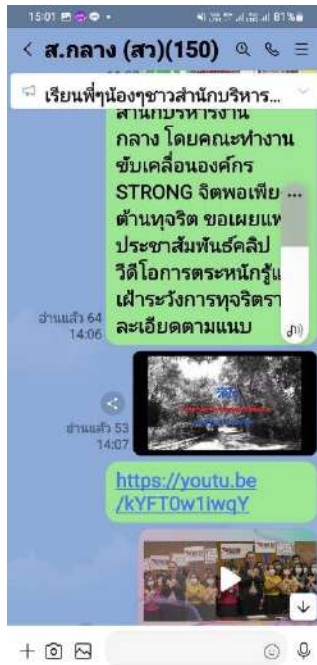 15:01
81%
ส.กลาง (สว)(150)
เรียนพี่ๆน้องๆชาวสำนักบริหาร...
สำนักบริหารงาน
กลาง โดยคณะทำงาน
ขับเคลื่อนองค์กร
STRONG จิตพอเพีย
ต้านทุจริต ขอเผยแพ
ประชาสัมพันธ์คลิป
วีดีโอการตระหนักรู้แ
เฝ้าระวังการทุจริตรา
ละเอียดตามแนบ
อ่านแล้ว 64
14:06
อ่านแล้ว 53
14:07
https://youtu.be
/kYFT0w1iwqY